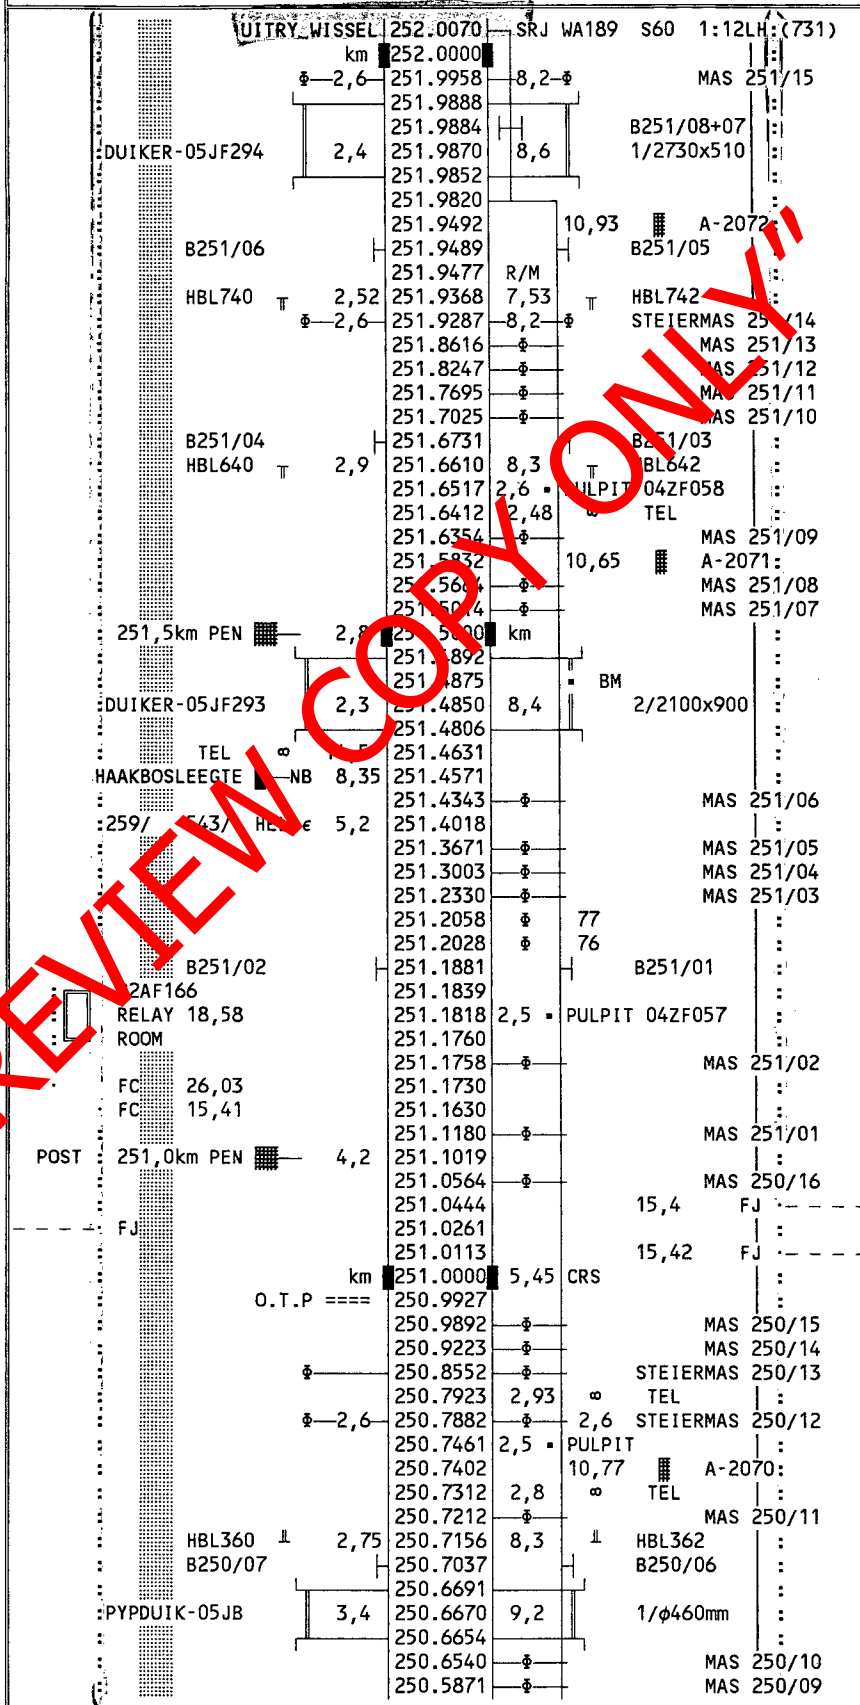 UITRY WISSEL 252.0070 SRJ WA189 S60 1:12LH (731)
km 252.0000
Φ 2,6 251.9958 8,2 Φ MAS 251/15
251.9888
251.9884 B251/08+07
DUIKER-05JF294 2,4 251.9870 8,6 1/2730x510
251.9852
251.9820
251.9492 10,93 A-2072
B251/06 251.9489 B251/05
251.9477 R/M
HBL740 2,52 251.9368 7,53 HBL742
Φ 2,6 251.9287 8,2 Φ STEIERMAS 251/14
251.8616 Φ MAS 251/13
251.8247 Φ MAS 251/12
251.7695 Φ MAS 251/11
251.7025 Φ MAS 251/10
B251/04 251.6731 B251/03
HBL640 2,9 251.6610 8,3 HBL642
251.6517 2,6 PULPIT 04ZF058
251.6412 2,48 ∞ TEL
251.6354 Φ MAS 251/09
251.5832 10,65 A-2071
Φ MAS 251/08
Φ MAS 251/07
251,5km PEN 2,8 km
BM
DUIKER-05JF293 2,3 251.4850 8,4 2/2100x900
251.4806
TEL ∞ 251.4631
HAAKBOSLEEGTE NB 8,35 251.4571
251.4343 Φ MAS 251/06
259/ € 5,2 251.4018
251.3671 Φ MAS 251/05
251.3003 Φ MAS 251/04
251.2330 Φ MAS 251/03
251.2058 Φ 77
251.2028 Φ 76
B251/02 251.1881 B251/01
2AF166 251.1839
RELAY 18,58 251.1818 2,5 PULPIT 04ZF057
ROOM 251.1760
251.1758 Φ MAS 251/02
FC 26,03 251.1730
FC 15,41 251.1630
251.1180 Φ MAS 251/01
POST 251,0km PEN 4,2 251.1019
251.0564 Φ MAS 250/16
251.0444 15,4 FJ
FJ 251.0261
251.0113 15,42 FJ
km 251.0000 5,45 CRS
O.T.P ==== 250.9927
250.9892 Φ MAS 250/15
250.9223 Φ MAS 250/14
Φ 250.8552 Φ STEIERMAS 250/13
250.7923 2,93 ∞ TEL
Φ 2,6 250.7882 Φ 2,6 STEIERMAS 250/12
250.7461 2,5 PULPIT
250.7402 10,77 A-2070
250.7312 2,8 ∞ TEL
250.7212 Φ MAS 250/11
HBL360 2,75 250.7156 8,3 HBL362
B250/07 250.7037 B250/06
250.6691
PYPDUIK-05JB 3,4 250.6670 9,2 1/ϕ460mm
250.6654
250.6540 Φ MAS 250/10
250.5871 Φ MAS 250/09
REVIEW COPY ONLY”